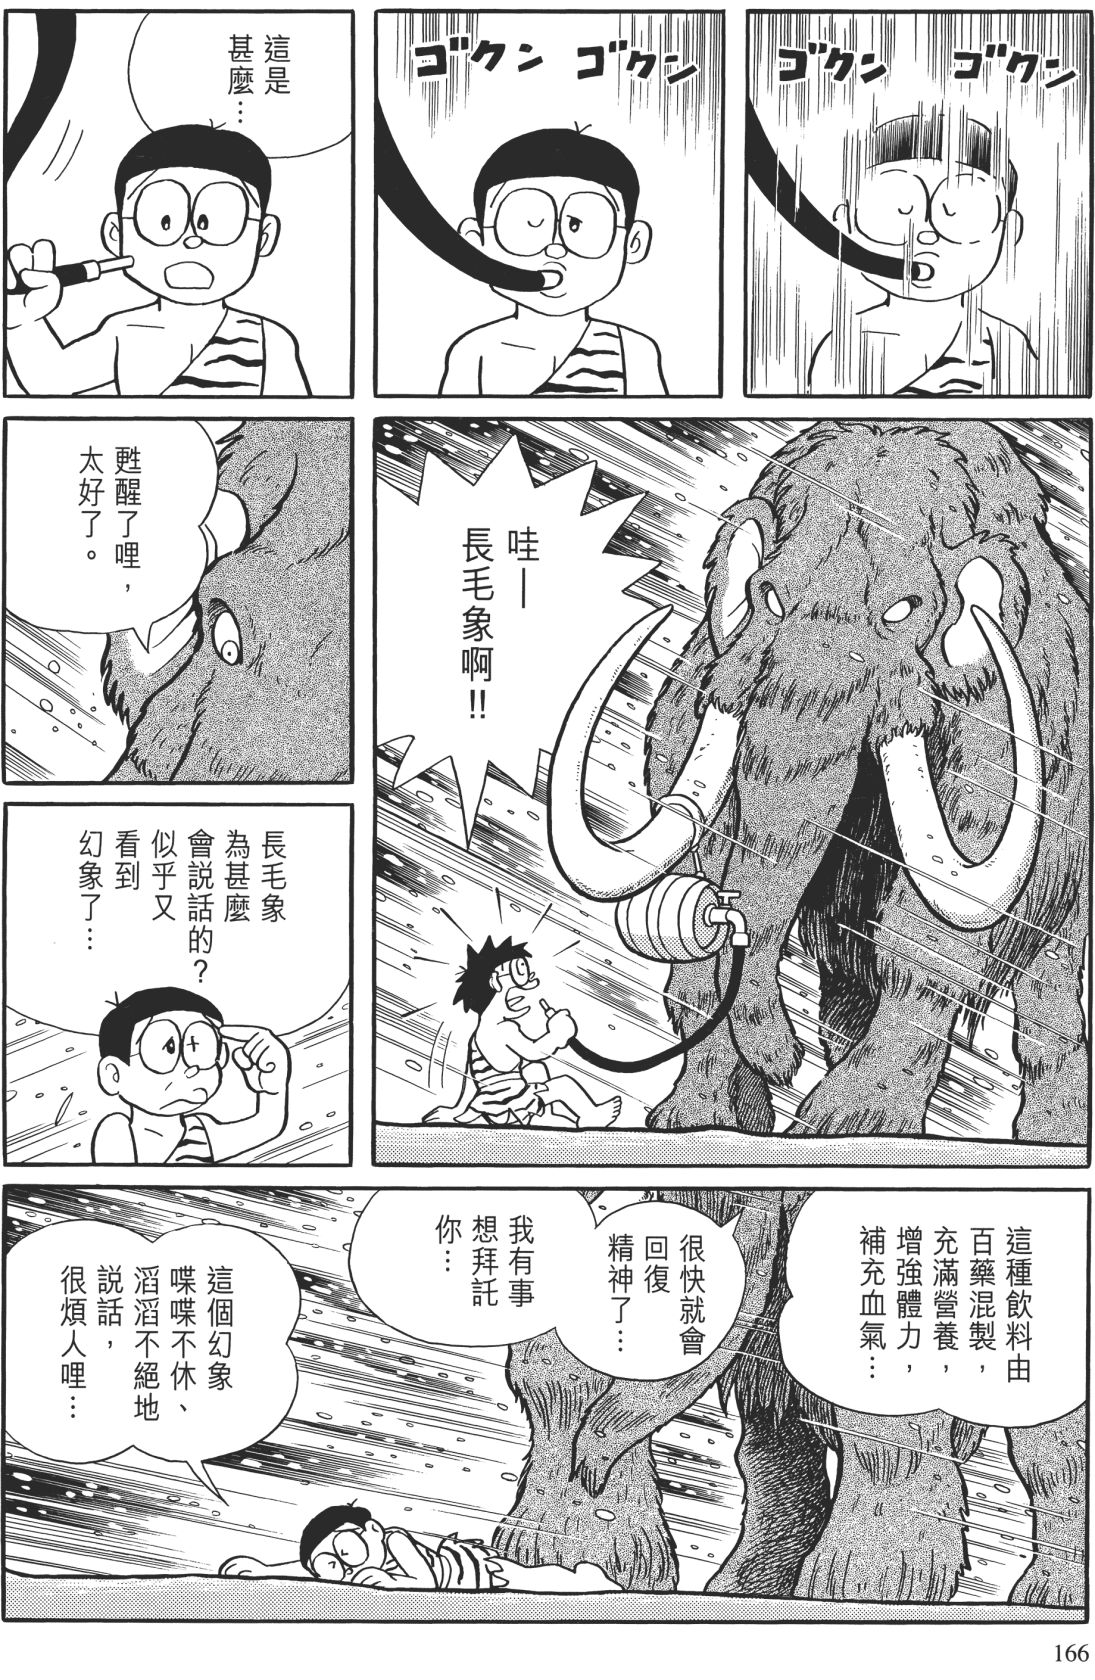 ゴクン
ゴクン
ゴクン
ゴクン
這是
甚麼…
哇—
長毛象啊!!
甦醒了哩，
太好了。
長毛象
為甚麼
會説話的？
似乎又
看到
幻象了…
這種飲料由
百藥混製，
充滿營養，
增強體力，
補充血氣…
很快就會
回復
精神了…
我有事
想拜託
你…
這個幻象
喋喋不休、
滔滔不絕地
説話，
很煩人哩…
166